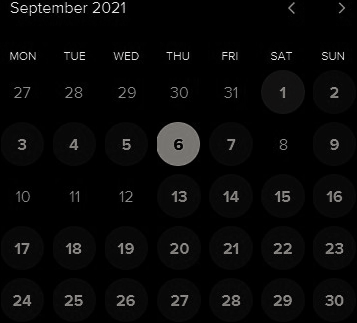 September 2021
MON TUE WED THU FRI SAT SUN
27 28 29 30 31 1 2
3 4 5 6 7 8 9
10 11 12 13 14 15 16
17 18 19 20 21 22 23
24 25 26 27 28 29 30